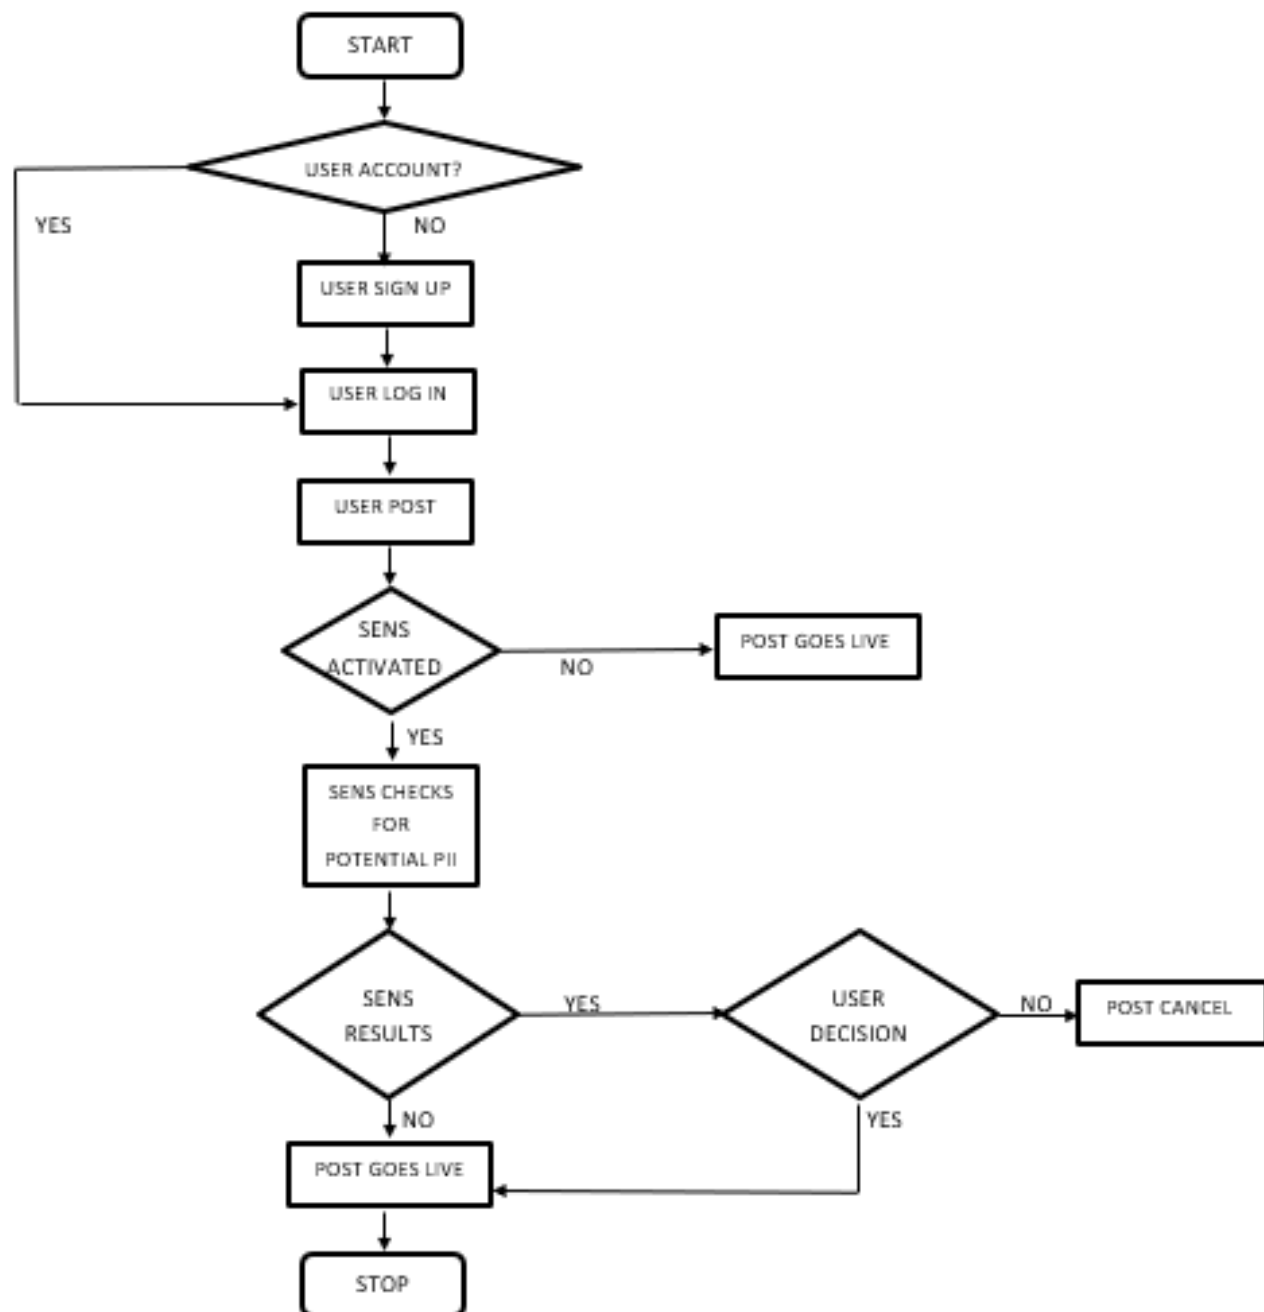 START
USER ACCOUNT?
YES
NO
USER SIGN UP
USER LOG IN
USER POST
SENS
ACTIVATED
NO
POST GOES LIVE
YES
SENS CHECKS
FOR
POTENTIAL PII
SENS
RESULTS
YES
USER
DECISION
NO
POST CANCEL
NO
YES
POST GOES LIVE
STOP